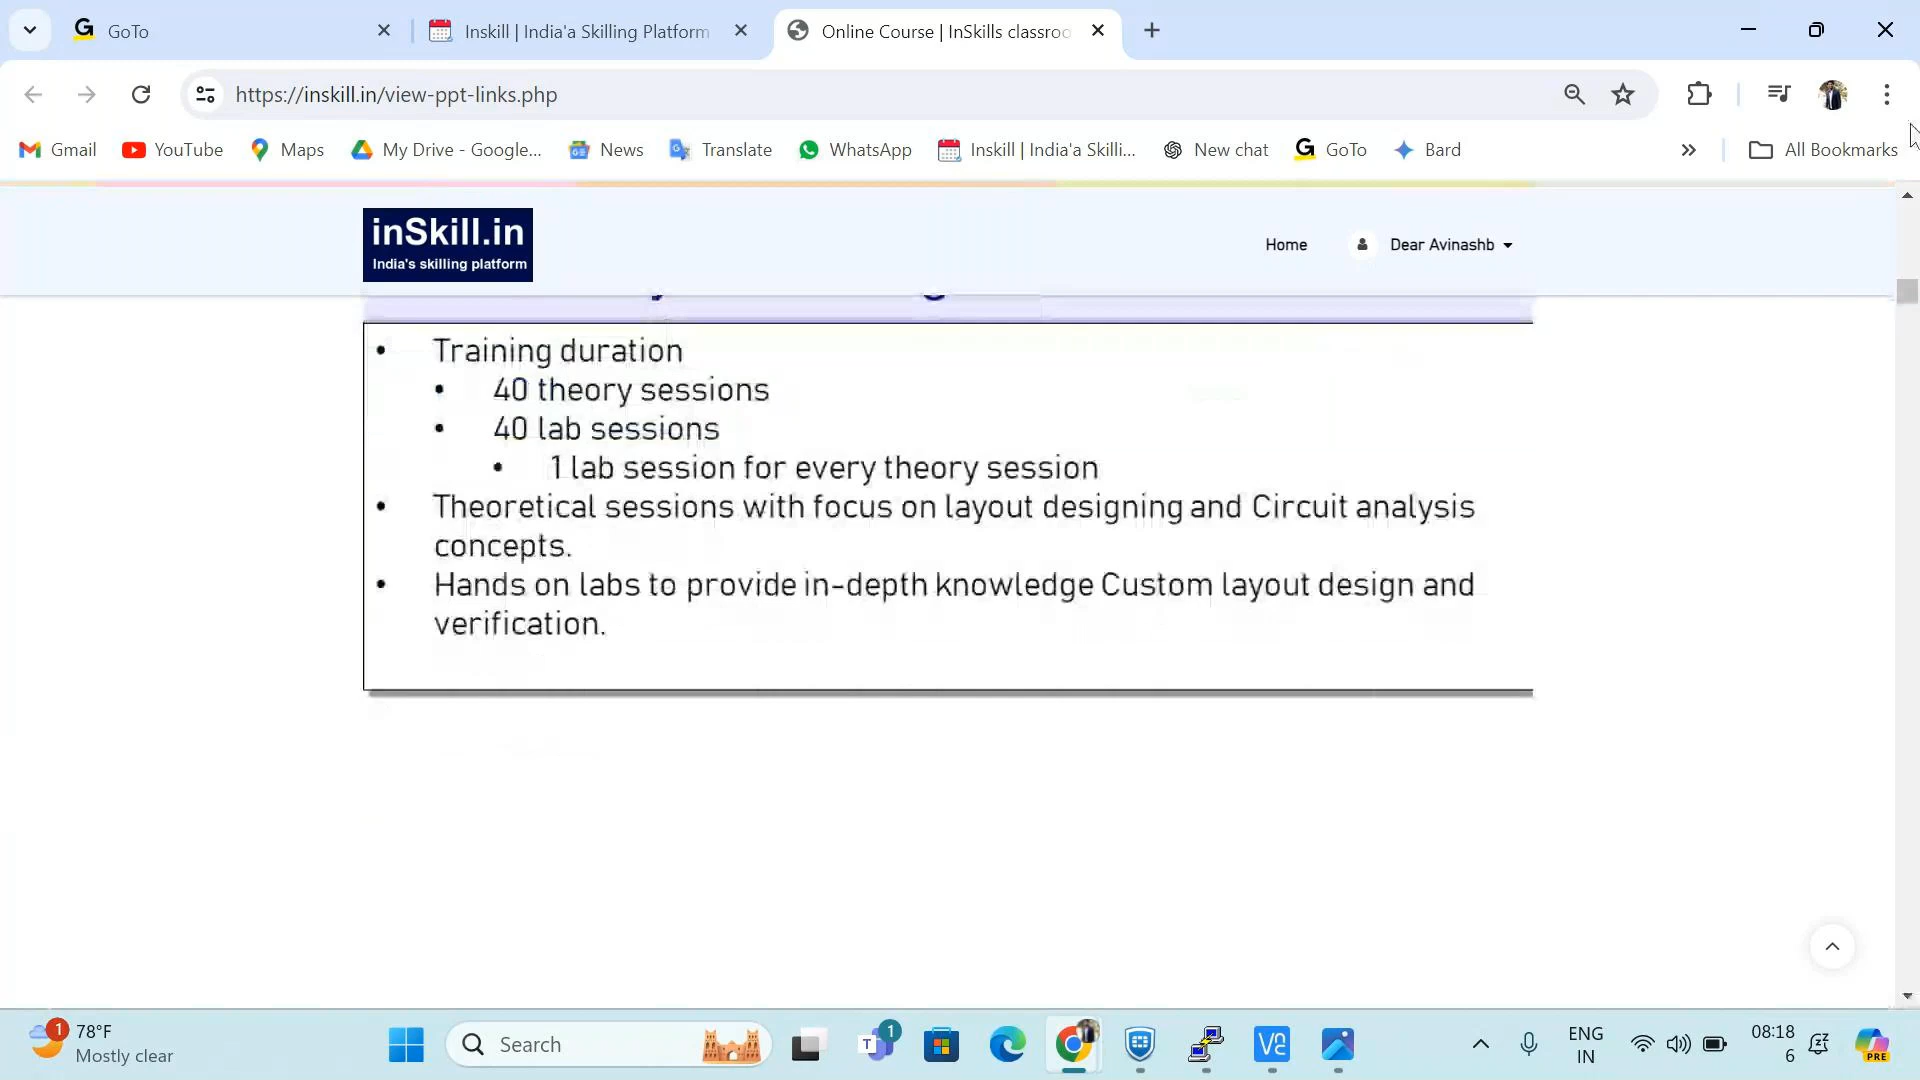 GoTo
Inskill | India'a Skilling Platform
Online Course | InSkills classroo
https://inskill.in/view-ppt-links.php
Gmail
YouTube
Maps
My Drive - Google...
News
Translate
WhatsApp
Inskill | India'a Skilli...
New chat
GoTo
Bard
All Bookmarks
inSkill.in
India's skilling platform
Home
Dear Avinashb
• Training duration
• 40 theory sessions
• 40 lab sessions
• 1 lab session for every theory session
• Theoretical sessions with focus on layout designing and Circuit analysis
concepts.
• Hands on labs to provide in-depth knowledge Custom layout design and
verification.
1
78°F
Mostly clear
Search
1
ENG
IN
08:18
6
PRE